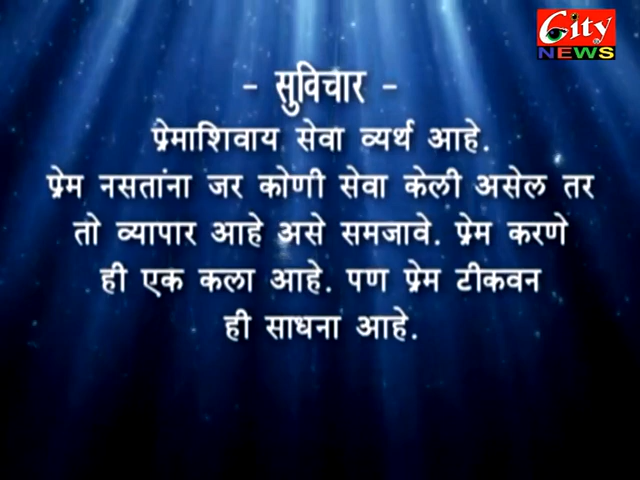 City
NEWS
- सुविचार -
प्रेमाशिवाय सेवा व्यर्थ आहे.
प्रेम नसतांना जर कोणी सेवा केली असेल तर
तो व्यापार आहे असे समजावे. प्रेम करणे
ही एक कला आहे. पण प्रेम टीकवन
ही साधना आहे.